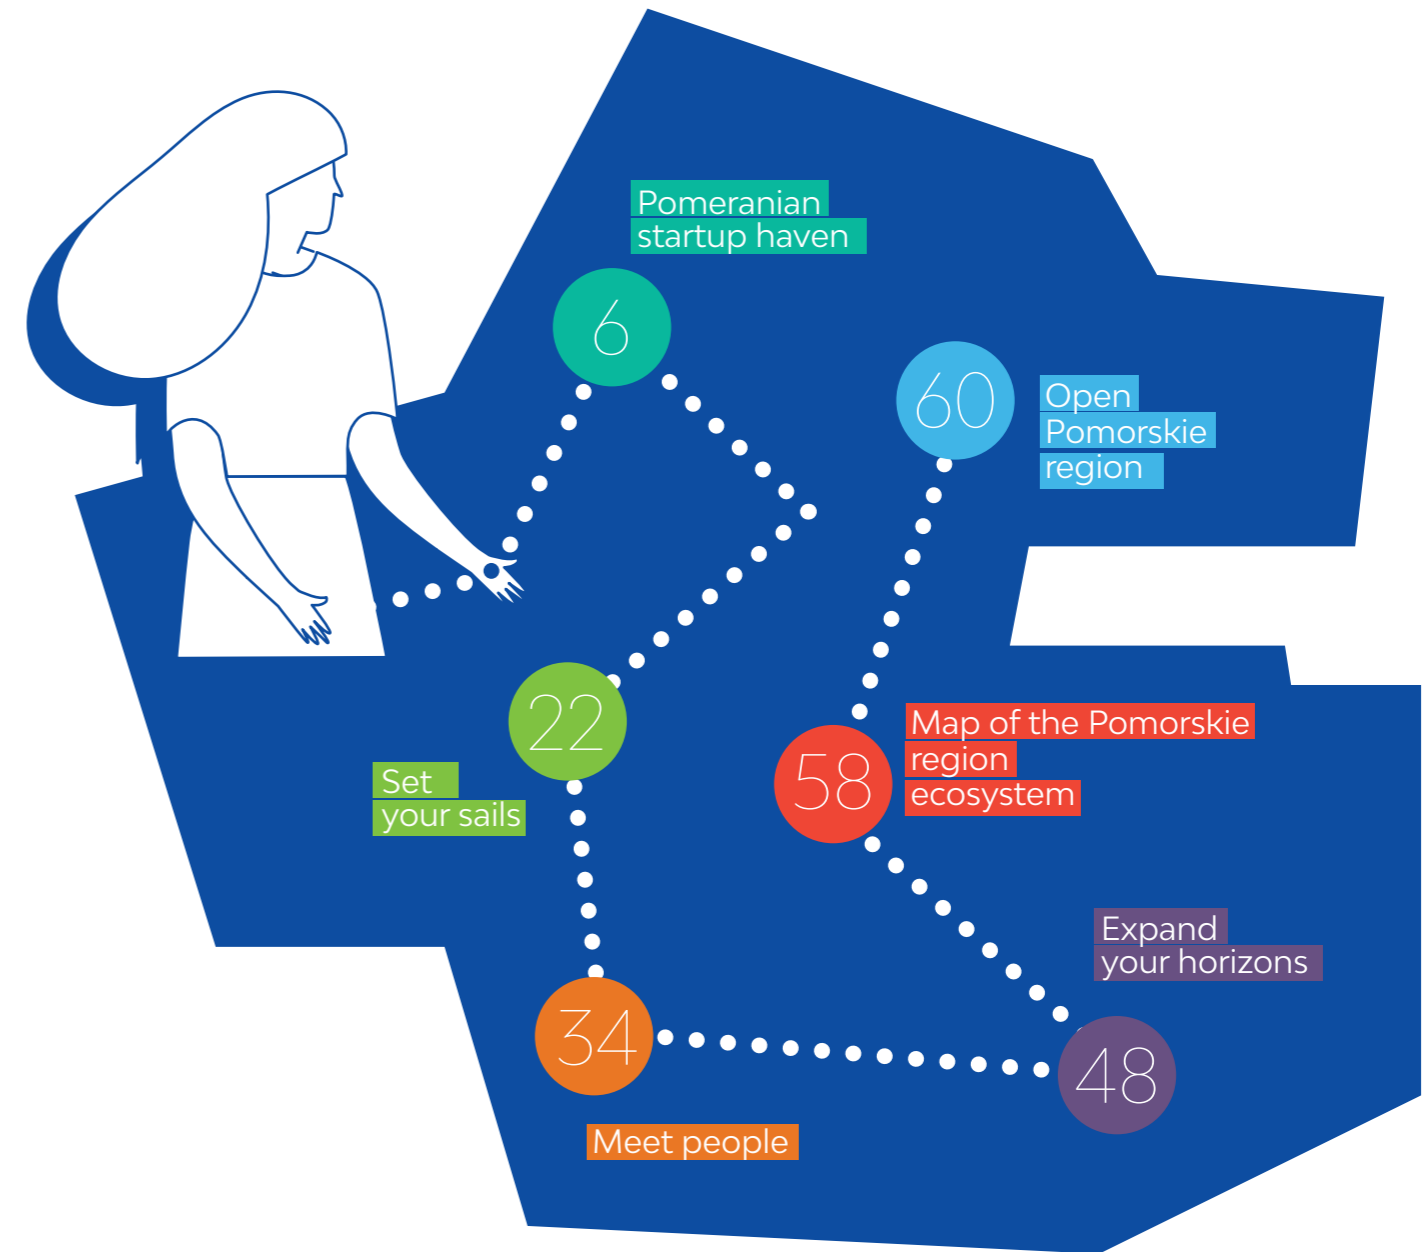 Pomeranian
startup haven
6
60
Open
Pomorskie
region
22
Set
your sails
58
Map of the Pomorskie
region
ecosystem
Expand
your horizons
48
34
Meet people